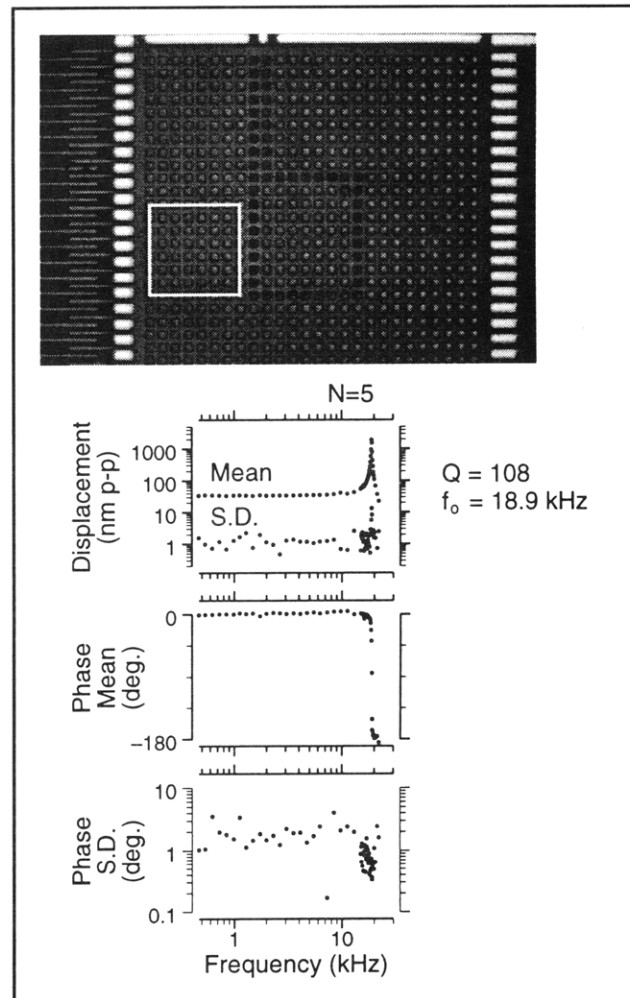 N=5
Displacement
(nm p-p)
1000
100
10
1
Mean
S.D.
Q = 108
fₒ = 18.9 kHz
Phase
Mean
(deg.)
0
−180
Phase
S.D.
(deg.)
10
1
0.1
1
10
Frequency (kHz)